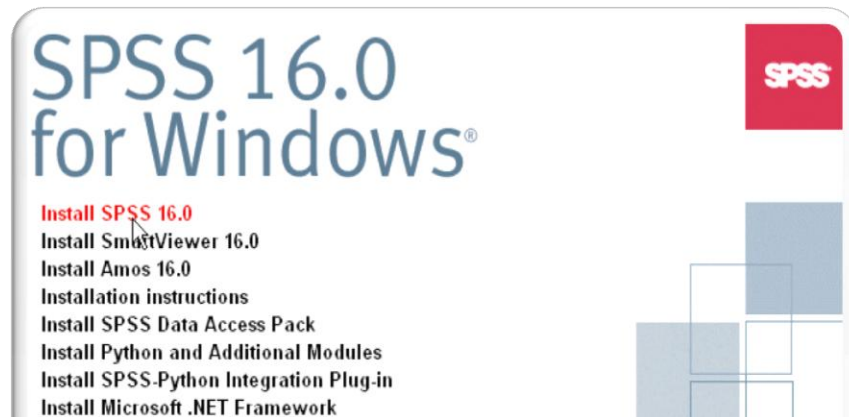 SPSS 16.0
for Windows®
SPSS
Install SPSS 16.0
Install SmartViewer 16.0
Install Amos 16.0
Installation instructions
Install SPSS Data Access Pack
Install Python and Additional Modules
Install SPSS-Python Integration Plug-in
Install Microsoft .NET Framework